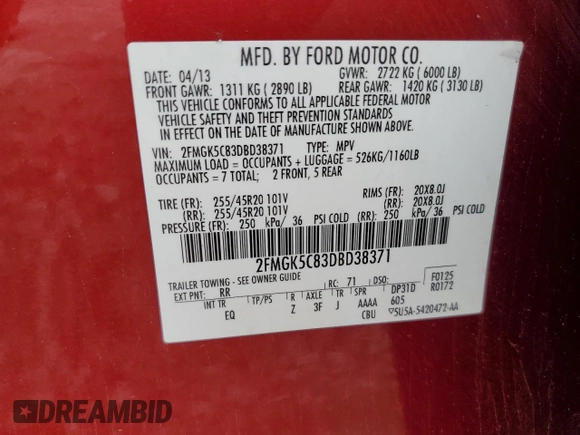 MFD. BY FORD MOTOR CO.
DATE: 04/13 GVWR: 2722 KG ( 6000 LB)
FRONT GAWR: 1311 KG ( 2890 LB) REAR GAWR: 1420 KG ( 3130 LB)
THIS VEHICLE CONFORMS TO ALL APPLICABLE FEDERAL MOTOR
VEHICLE SAFETY AND THEFT PREVENTION STANDARDS
IN EFFECT ON THE DATE OF MANUFACTURE SHOWN ABOVE.
VIN: 2FMGK5C83DBD38371 TYPE: MPV
MAXIMUM LOAD = OCCUPANTS + LUGGAGE = 526KG/1160LB
OCCUPANTS = 7 TOTAL; 2 FRONT, 5 REAR
TIRE (FR): 255/45R20 101V RIMS (FR): 20X8.0J
(RR): 255/45R20 101V (RR): 20X8.0J
PRESSURE (FR): 250 kPa/ 36 PSI COLD (RR): 250 kPa/ 36 PSI COLD
2FMGK5C83DBD38371
TRAILER TOWING - SEE OWNER GUIDE
EXT PNT: RR RC: 71 DSO: F0125
INT TR TP/PS R AXLE TR SPR DP31D R0172
EQ Z 3F J AAAA 605
CBU ▽5U5A-5420472-AA
DREAMBID